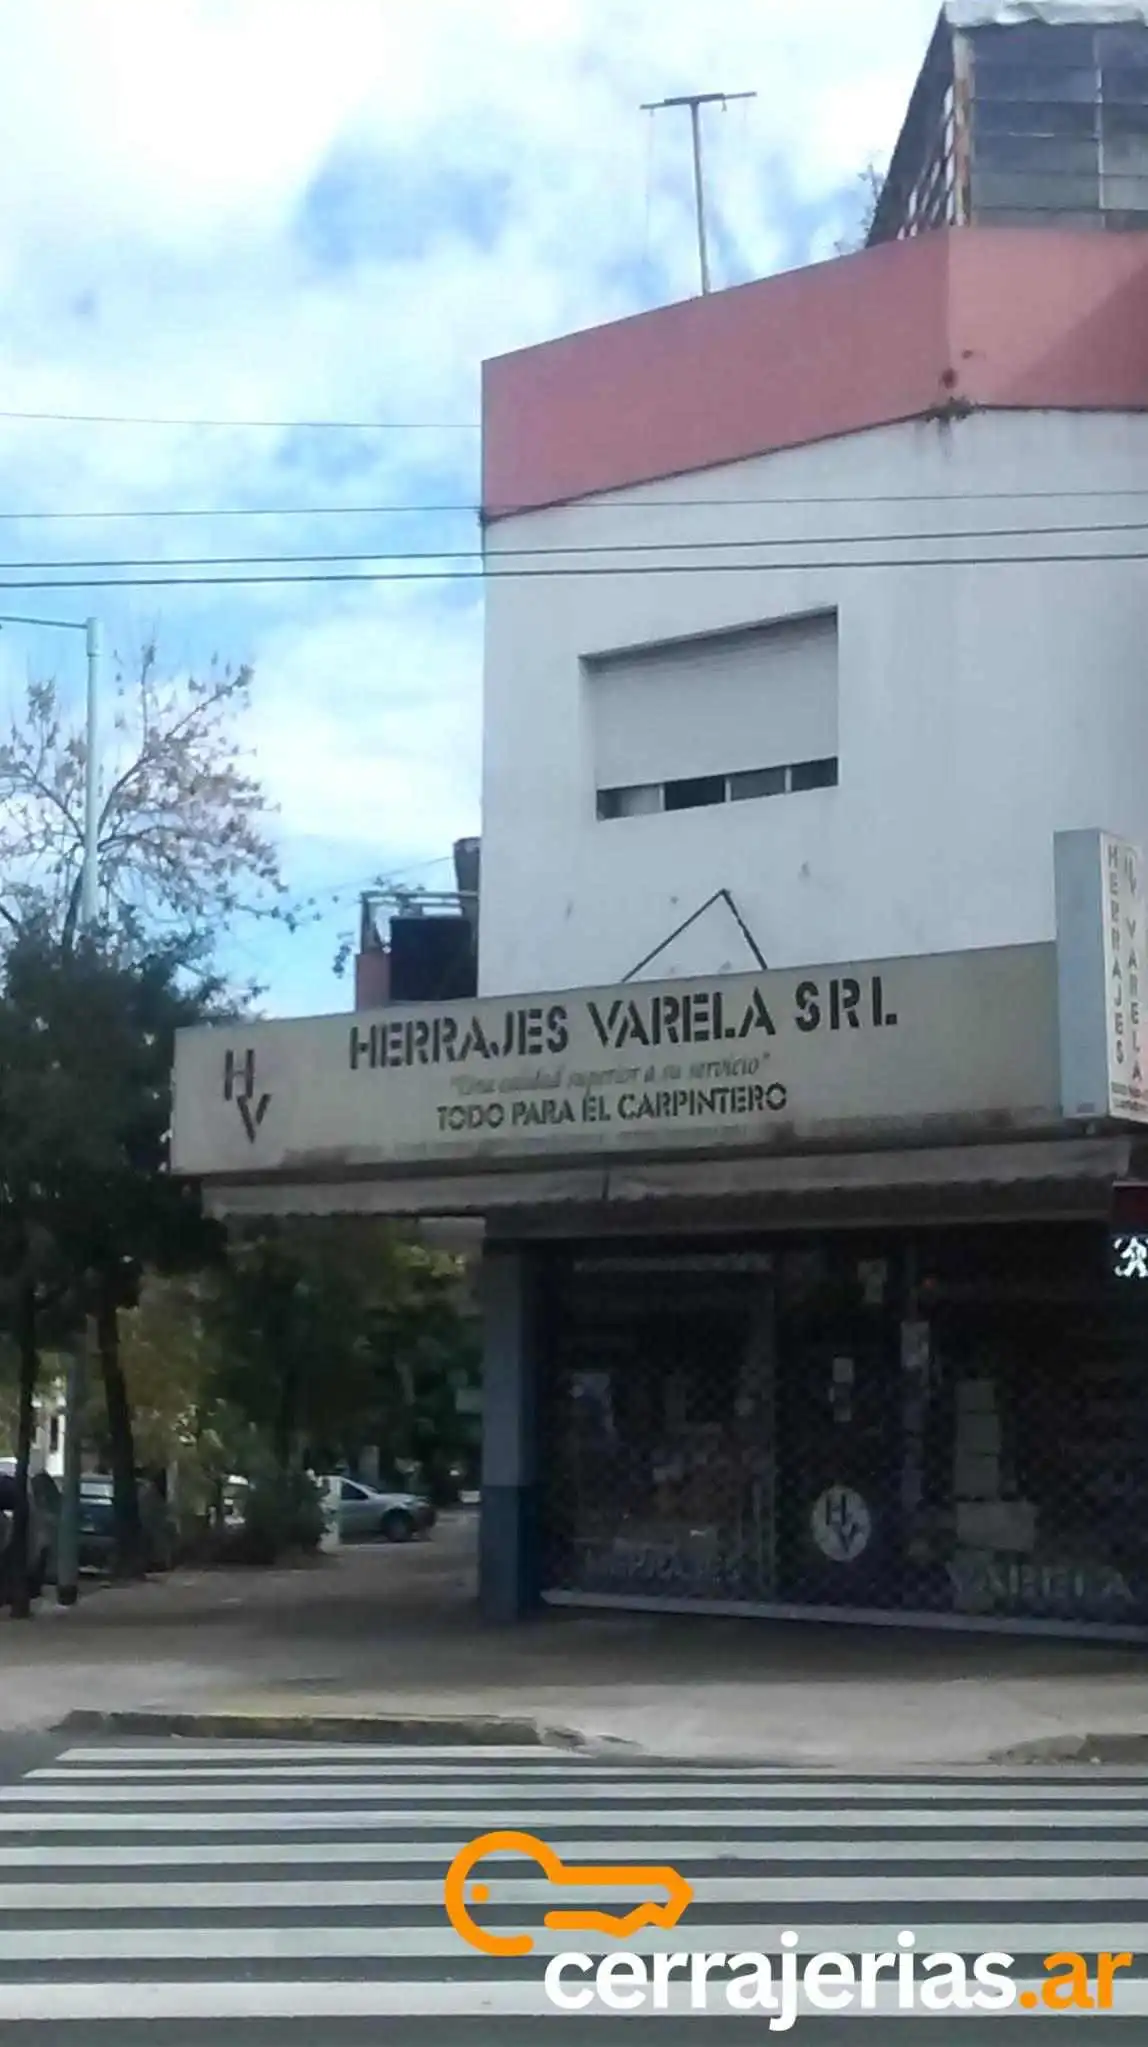 HERRAJES VARELA SRL
"Una calidad superior a su servicio"
TODO PARA EL CARPINTERO
HV
HV VARELA
HERRAJES
HV
HERRAJES
VARELA
cerrajerias.ar